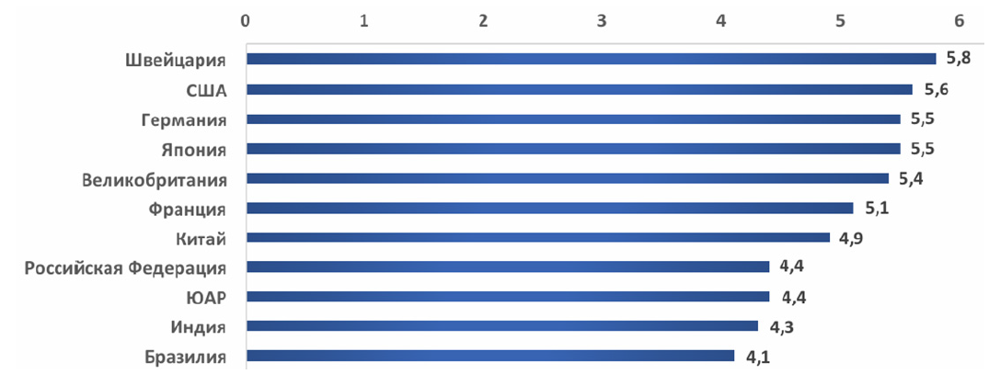 0 1 2 3 4 5 6
Швейцария 5,8
США 5,6
Германия 5,5
Япония 5,5
Великобритания 5,4
Франция 5,1
Китай 4,9
Российская Федерация 4,4
ЮАР 4,4
Индия 4,3
Бразилия 4,1